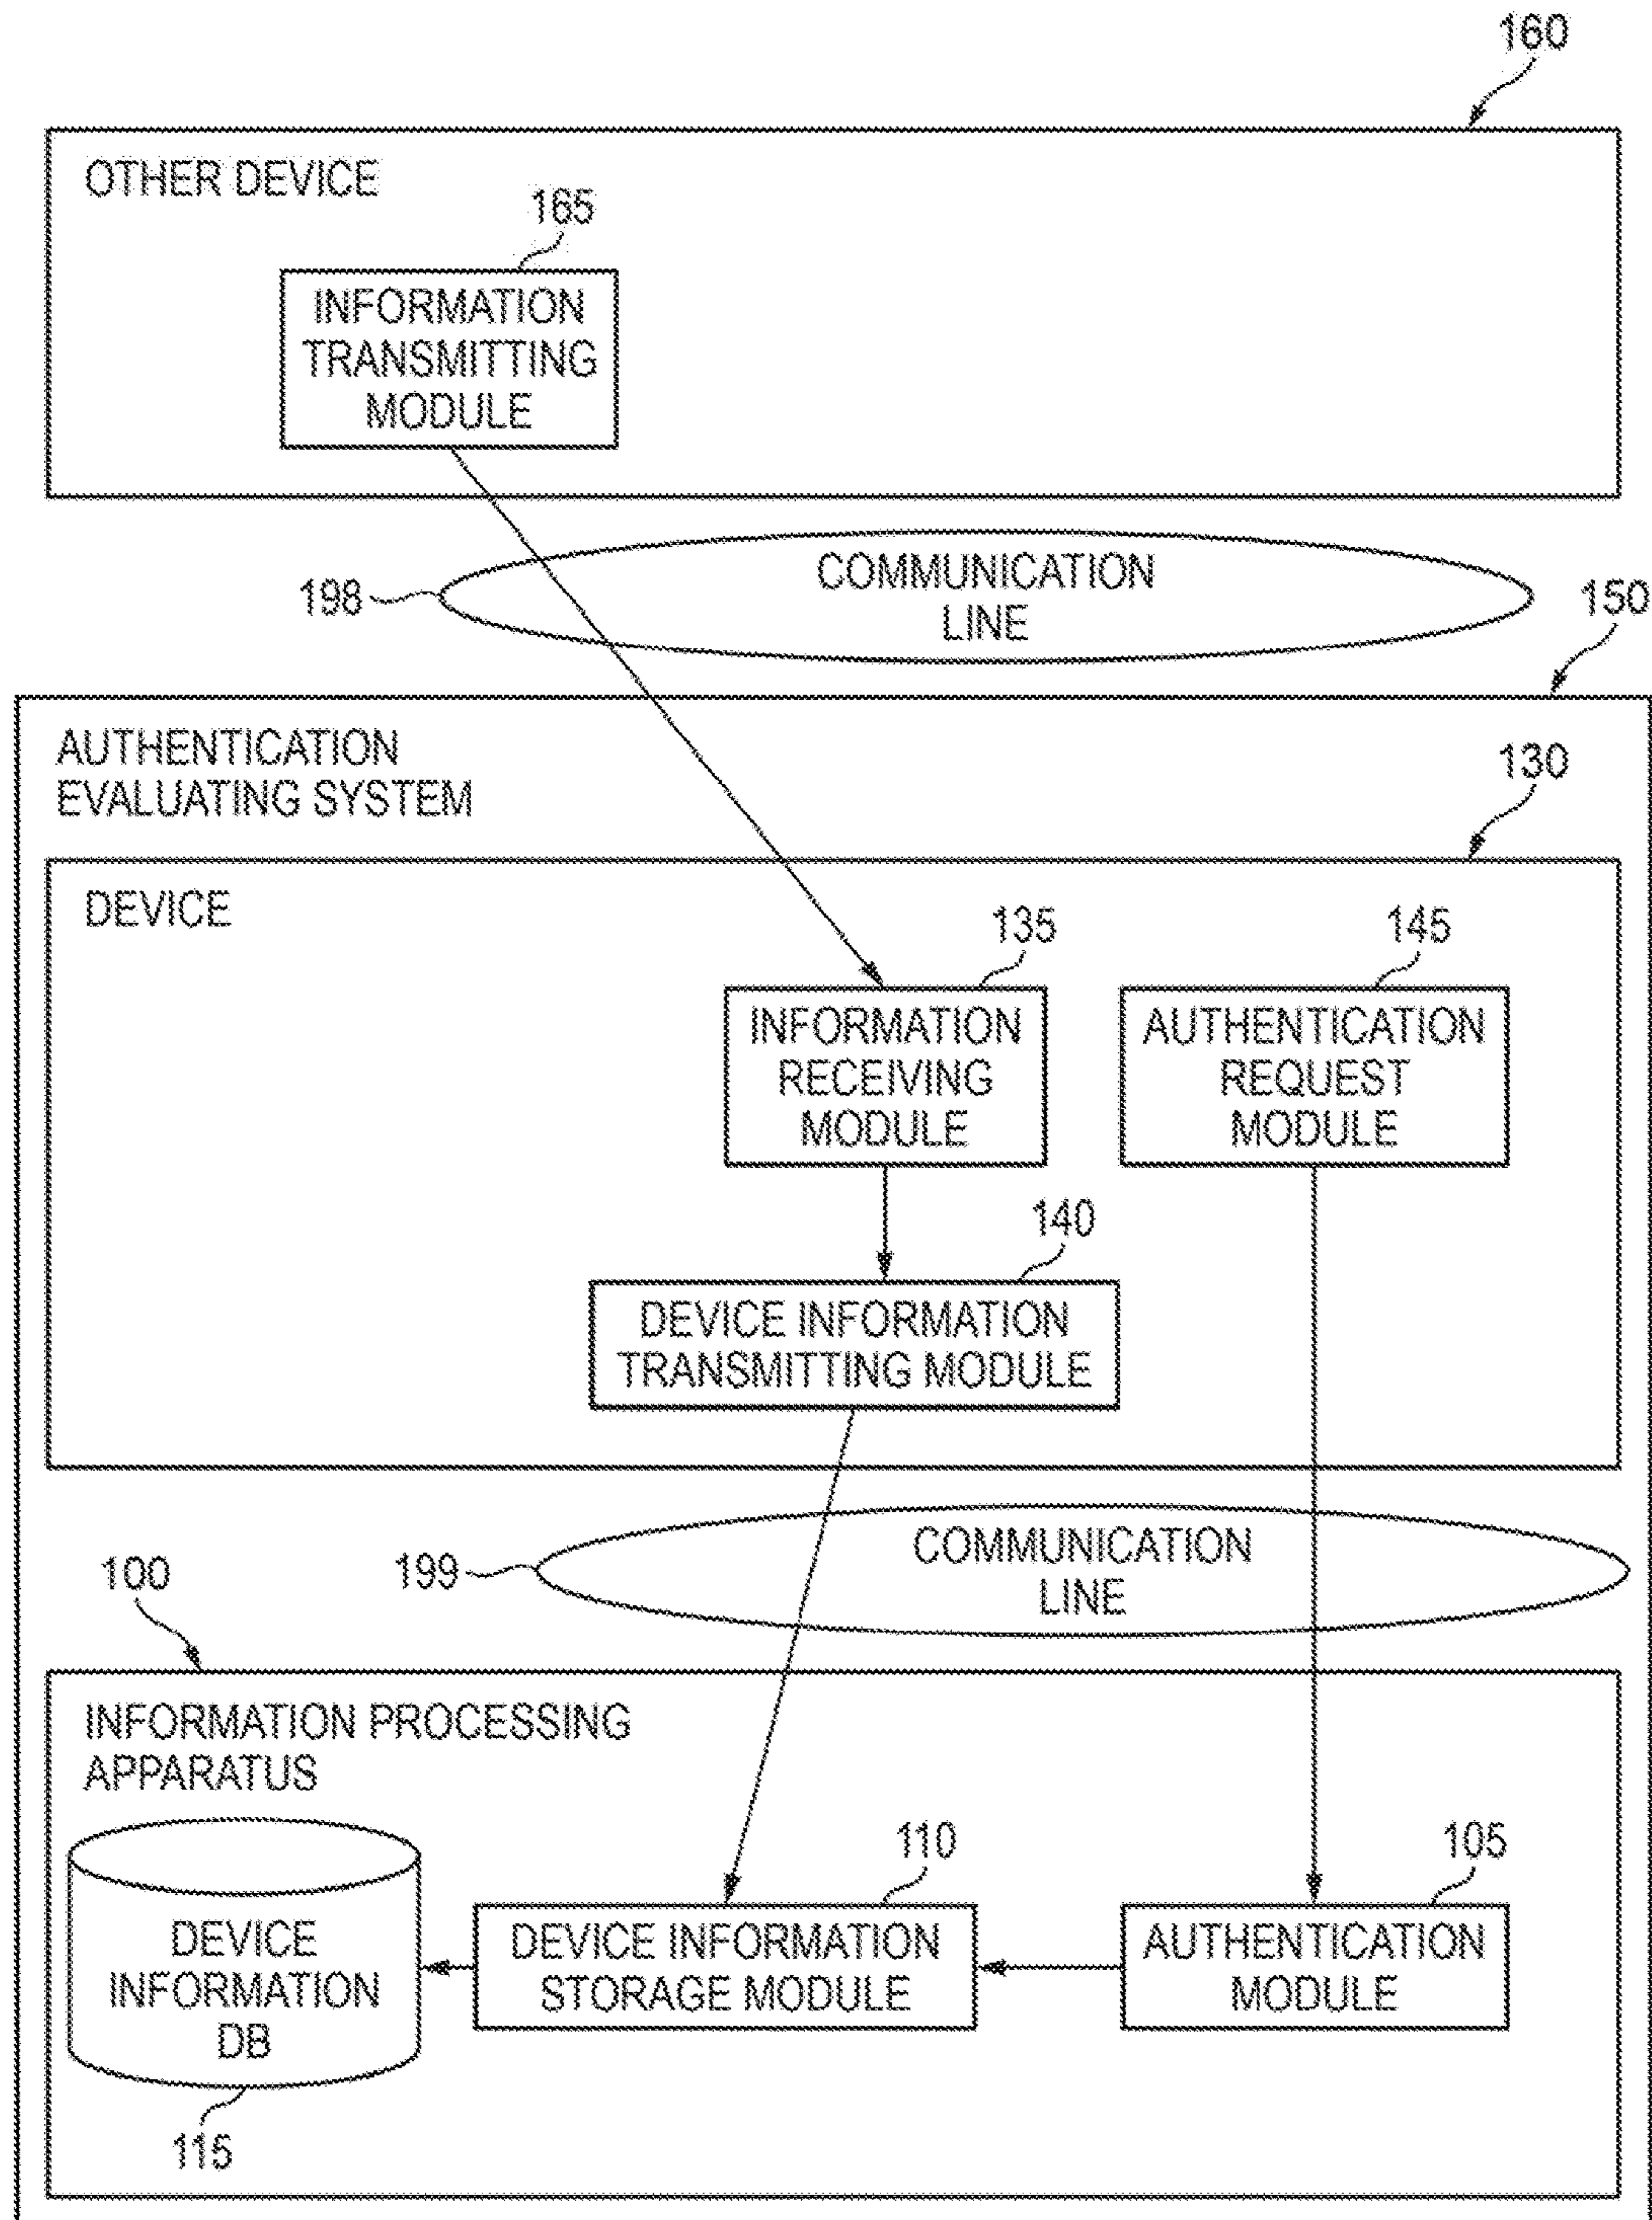 160
OTHER DEVICE
165
INFORMATION
TRANSMITTING
MODULE
COMMUNICATION
LINE
198
150
AUTHENTICATION
EVALUATING SYSTEM
130
DEVICE
135
145
INFORMATION
RECEIVING
MODULE
AUTHENTICATION
REQUEST
MODULE
140
DEVICE INFORMATION
TRANSMITTING MODULE
COMMUNICATION
LINE
199
100
INFORMATION PROCESSING
APPARATUS
110
105
DEVICE
INFORMATION
DB
DEVICE INFORMATION
STORAGE MODULE
AUTHENTICATION
MODULE
115